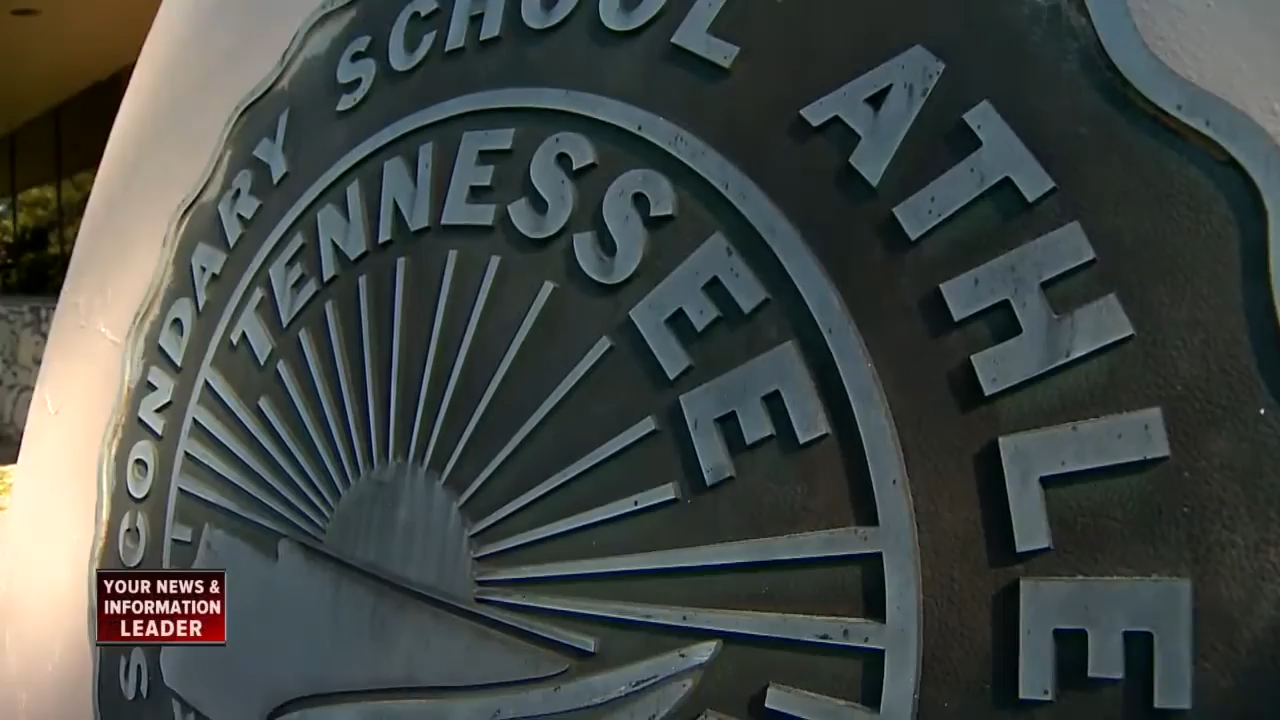 SECONDARY SCHOOL ATHLE
TENNESSEE
YOUR NEWS &
INFORMATION
LEADER